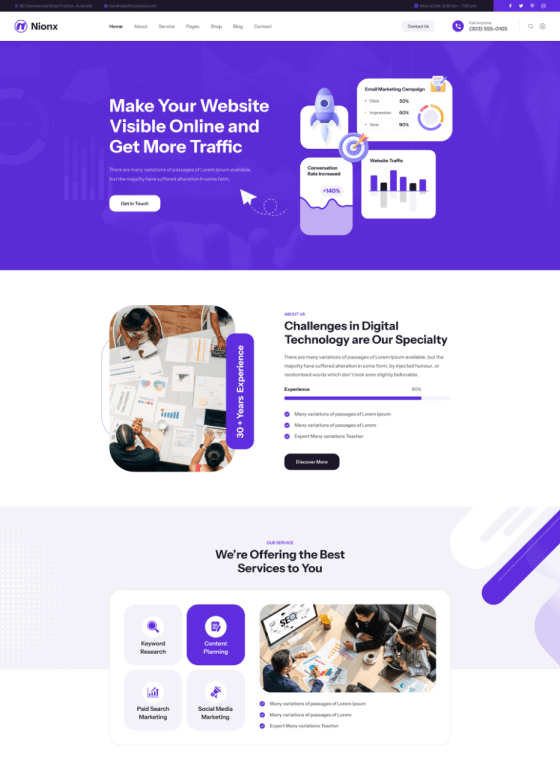 Nionx
Home About Service Pages Shop Blog Contact
Contact Us
Call Anytime
(303) 555-0105
Make Your Website
Visible Online and
Get More Traffic
There are many variations of passages of Lorem Ipsum available,
but the majority have suffered alteration in some form.
Get in Touch
Email Marketing Campaign
Click 50%
Impression 60%
Goal 90%
Conversation
Rate Increased
+140%
Website Traffic
ABOUT US
Challenges in Digital
Technology are Our Specialty
There are many variations of passages of Lorem Ipsum available, but the
majority have suffered alteration in some form, by injected humour, or
randomised words which don't look even slightly believable.
30+ Years Experience
Experience 80%
Many variations of passages of Lorem Ipsum
Many variations of passages of Lorem
Expert Many variations Teacher
Discover More
OUR SERVICE
We're Offering the Best
Services to You
Keyword
Research
Content
Planning
Paid Search
Marketing
Social Media
Marketing
SEO
Many variations of passages of Lorem Ipsum
Many variations of passages of Lorem
Expert Many variations Teacher